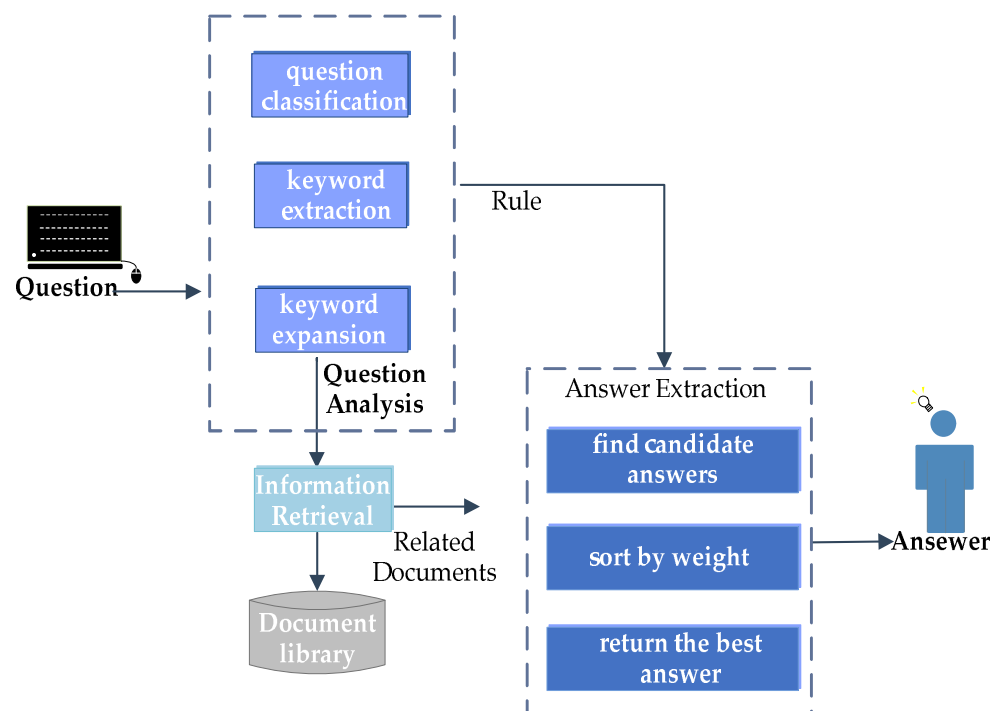 question
classification
keyword
extraction
Rule
Question
keyword
expansion
Question
Analysis
Information
Retrieval
Related
Documents
Document
library
Answer Extraction
find candidate
answers
sort by weight
return the best
answer
Ansewer